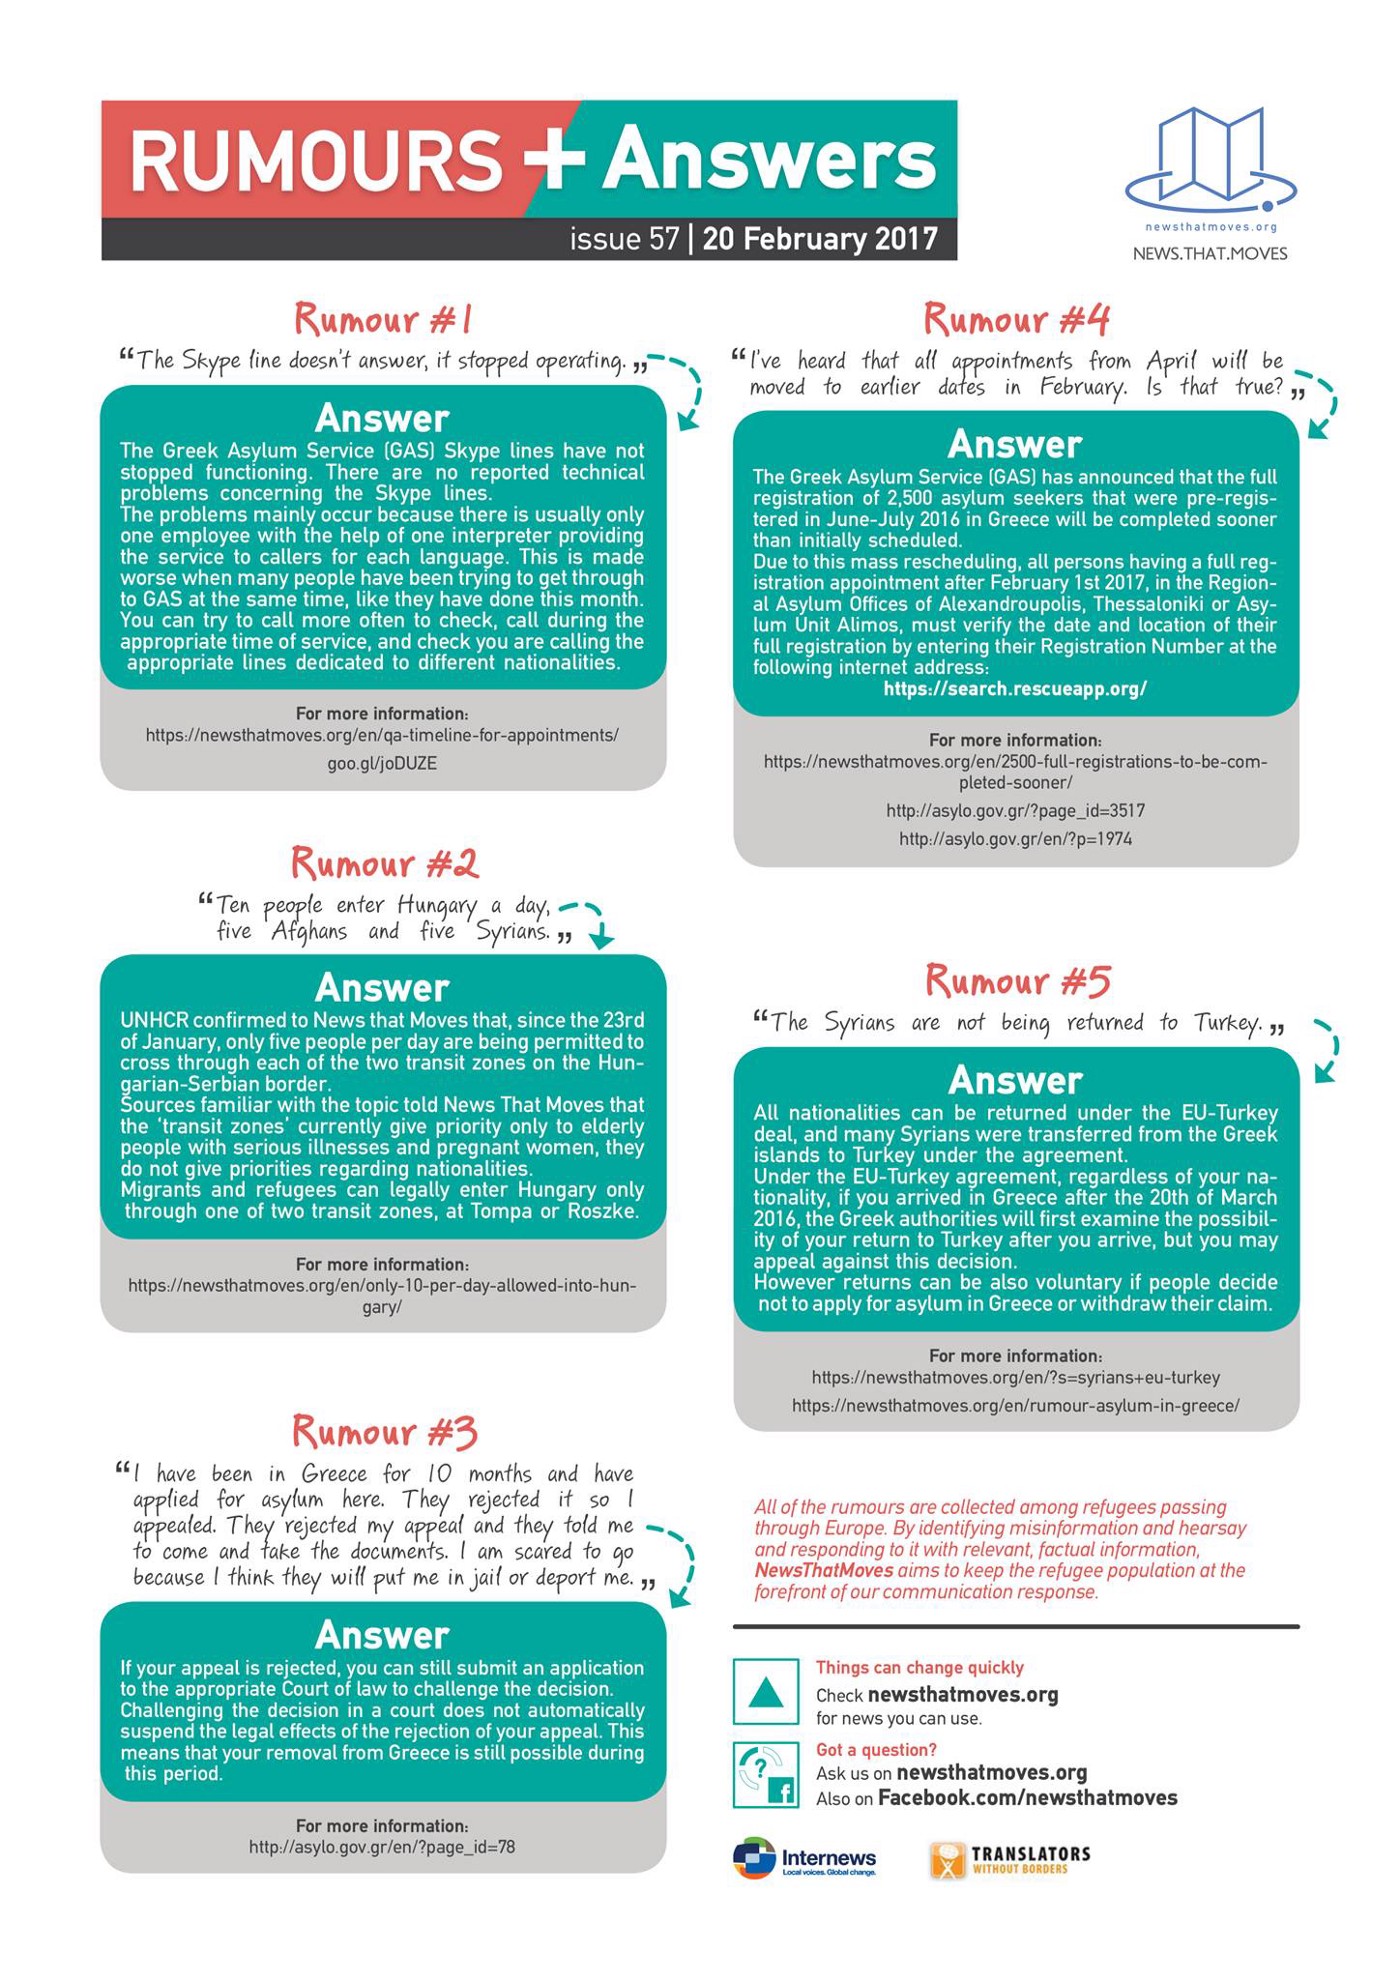 RUMOURS + Answers
issue 57 | 20 February 2017
newsthatmoves.org
NEWS.THAT.MOVES
Rumour #1
“The Skype line doesn't answer, it stopped operating.„
Answer
The Greek Asylum Service (GAS) Skype lines have not
stopped functioning. There are no reported technical
problems concerning the Skype lines.
The problems mainly occur because there is usually only
one employee with the help of one interpreter providing
the service to callers for each language. This is made
worse when many people have been trying to get through
to GAS at the same time, like they have done this month.
You can try to call more often to check, call during the
appropriate time of service, and check you are calling the
appropriate lines dedicated to different nationalities.
For more information:
https://newsthatmoves.org/en/qa-timeline-for-appointments/
goo.gl/joDUZE
Rumour #2
“Ten people enter Hungary a day,
five Afghans and five Syrians.„
Answer
UNHCR confirmed to News that Moves that, since the 23rd
of January, only five people per day are being permitted to
cross through each of the two transit zones on the Hun-
garian-Serbian border.
Sources familiar with the topic told News That Moves that
the ‘transit zones’ currently give priority only to elderly
people with serious illnesses and pregnant women, they
do not give priorities regarding nationalities.
Migrants and refugees can legally enter Hungary only
through one of two transit zones, at Tompa or Roszke.
For more information:
https://newsthatmoves.org/en/only-10-per-day-allowed-into-hun-
gary/
Rumour #3
“I have been in Greece for 10 months and have
applied for asylum here. They rejected it so I
appealed. They rejected my appeal and they told me
to come and take the documents. I am scared to go
because I think they will put me in jail or deport me.„
Answer
If your appeal is rejected, you can still submit an application
to the appropriate Court of law to challenge the decision.
Challenging the decision in a court does not automatically
suspend the legal effects of the rejection of your appeal. This
means that your removal from Greece is still possible during
this period.
For more information:
http://asylo.gov.gr/en/?page_id=78
Rumour #4
“I've heard that all appointments from April will be
moved to earlier dates in February. Is that true?„
Answer
The Greek Asylum Service (GAS) has announced that the full
registration of 2,500 asylum seekers that were pre-regis-
tered in June-July 2016 in Greece will be completed sooner
than initially scheduled.
Due to this mass rescheduling, all persons having a full reg-
istration appointment after February 1st 2017, in the Region-
al Asylum Offices of Alexandroupolis, Thessaloniki or Asy-
lum Unit Alimos, must verify the date and location of their
full registration by entering their Registration Number at the
following internet address:
https://search.rescueapp.org/
For more information:
https://newsthatmoves.org/en/2500-full-registrations-to-be-com-
pleted-sooner/
http://asylo.gov.gr/?page_id=3517
http://asylo.gov.gr/en/?p=1974
Rumour #5
“The Syrians are not being returned to Turkey.„
Answer
All nationalities can be returned under the EU-Turkey
deal, and many Syrians were transferred from the Greek
islands to Turkey under the agreement.
Under the EU-Turkey agreement, regardless of your na-
tionality, if you arrived in Greece after the 20th of March
2016, the Greek authorities will first examine the possibil-
ity of your return to Turkey after you arrive, but you may
appeal against this decision.
However returns can be also voluntary if people decide
not to apply for asylum in Greece or withdraw their claim.
For more information:
https://newsthatmoves.org/en/?s=syrians+eu-turkey
https://newsthatmoves.org/en/rumour-asylum-in-greece/
All of the rumours are collected among refugees passing
through Europe. By identifying misinformation and hearsay
and responding to it with relevant, factual information,
NewsThatMoves aims to keep the refugee population at the
forefront of our communication response.
Things can change quickly
Check newsthatmoves.org
for news you can use.
?
f
Got a question?
Ask us on newsthatmoves.org
Also on Facebook.com/newsthatmoves
Internews
Local voices. Global change.
TRANSLATORS
WITHOUT BORDERS